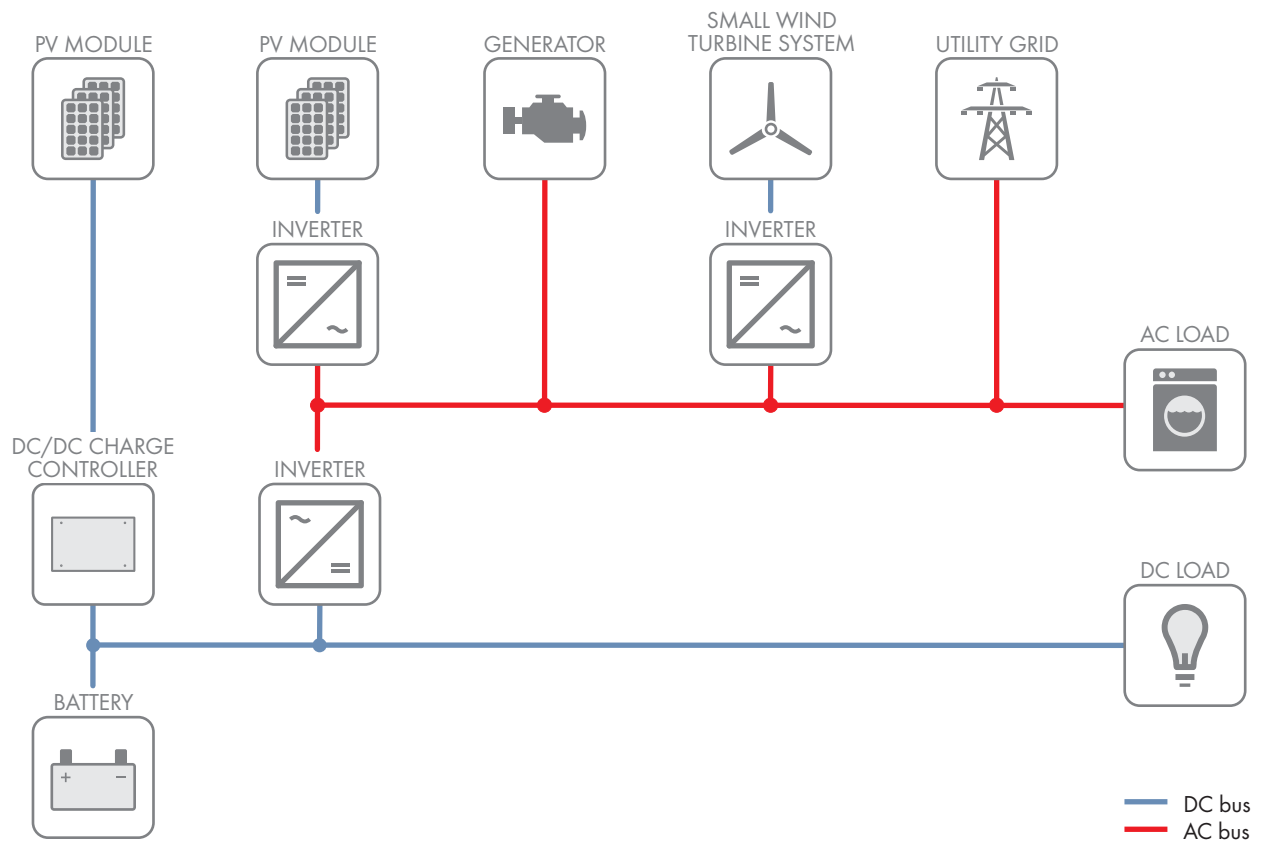 PV MODULE
PV MODULE
GENERATOR
SMALL WIND
TURBINE SYSTEM
UTILITY GRID
INVERTER
INVERTER
AC LOAD
DC/DC CHARGE
CONTROLLER
INVERTER
DC LOAD
BATTERY
DC bus
AC bus